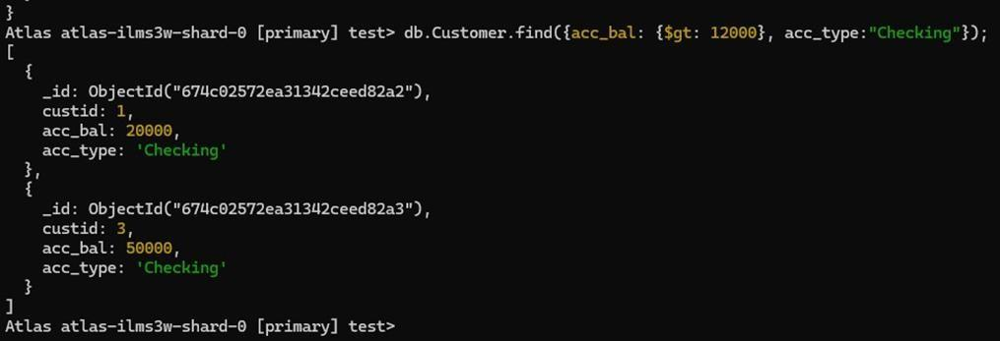 }
Atlas atlas-ilms3w-shard-0 [primary] test> db.Customer.find({acc_bal: {$gt: 12000}, acc_type:"Checking"});
[
  {
    _id: ObjectId("674c02572ea31342ceed82a2"),
    custid: 1,
    acc_bal: 20000,
    acc_type: 'Checking'
  },
  {
    _id: ObjectId("674c02572ea31342ceed82a3"),
    custid: 3,
    acc_bal: 50000,
    acc_type: 'Checking'
  }
]
Atlas atlas-ilms3w-shard-0 [primary] test>